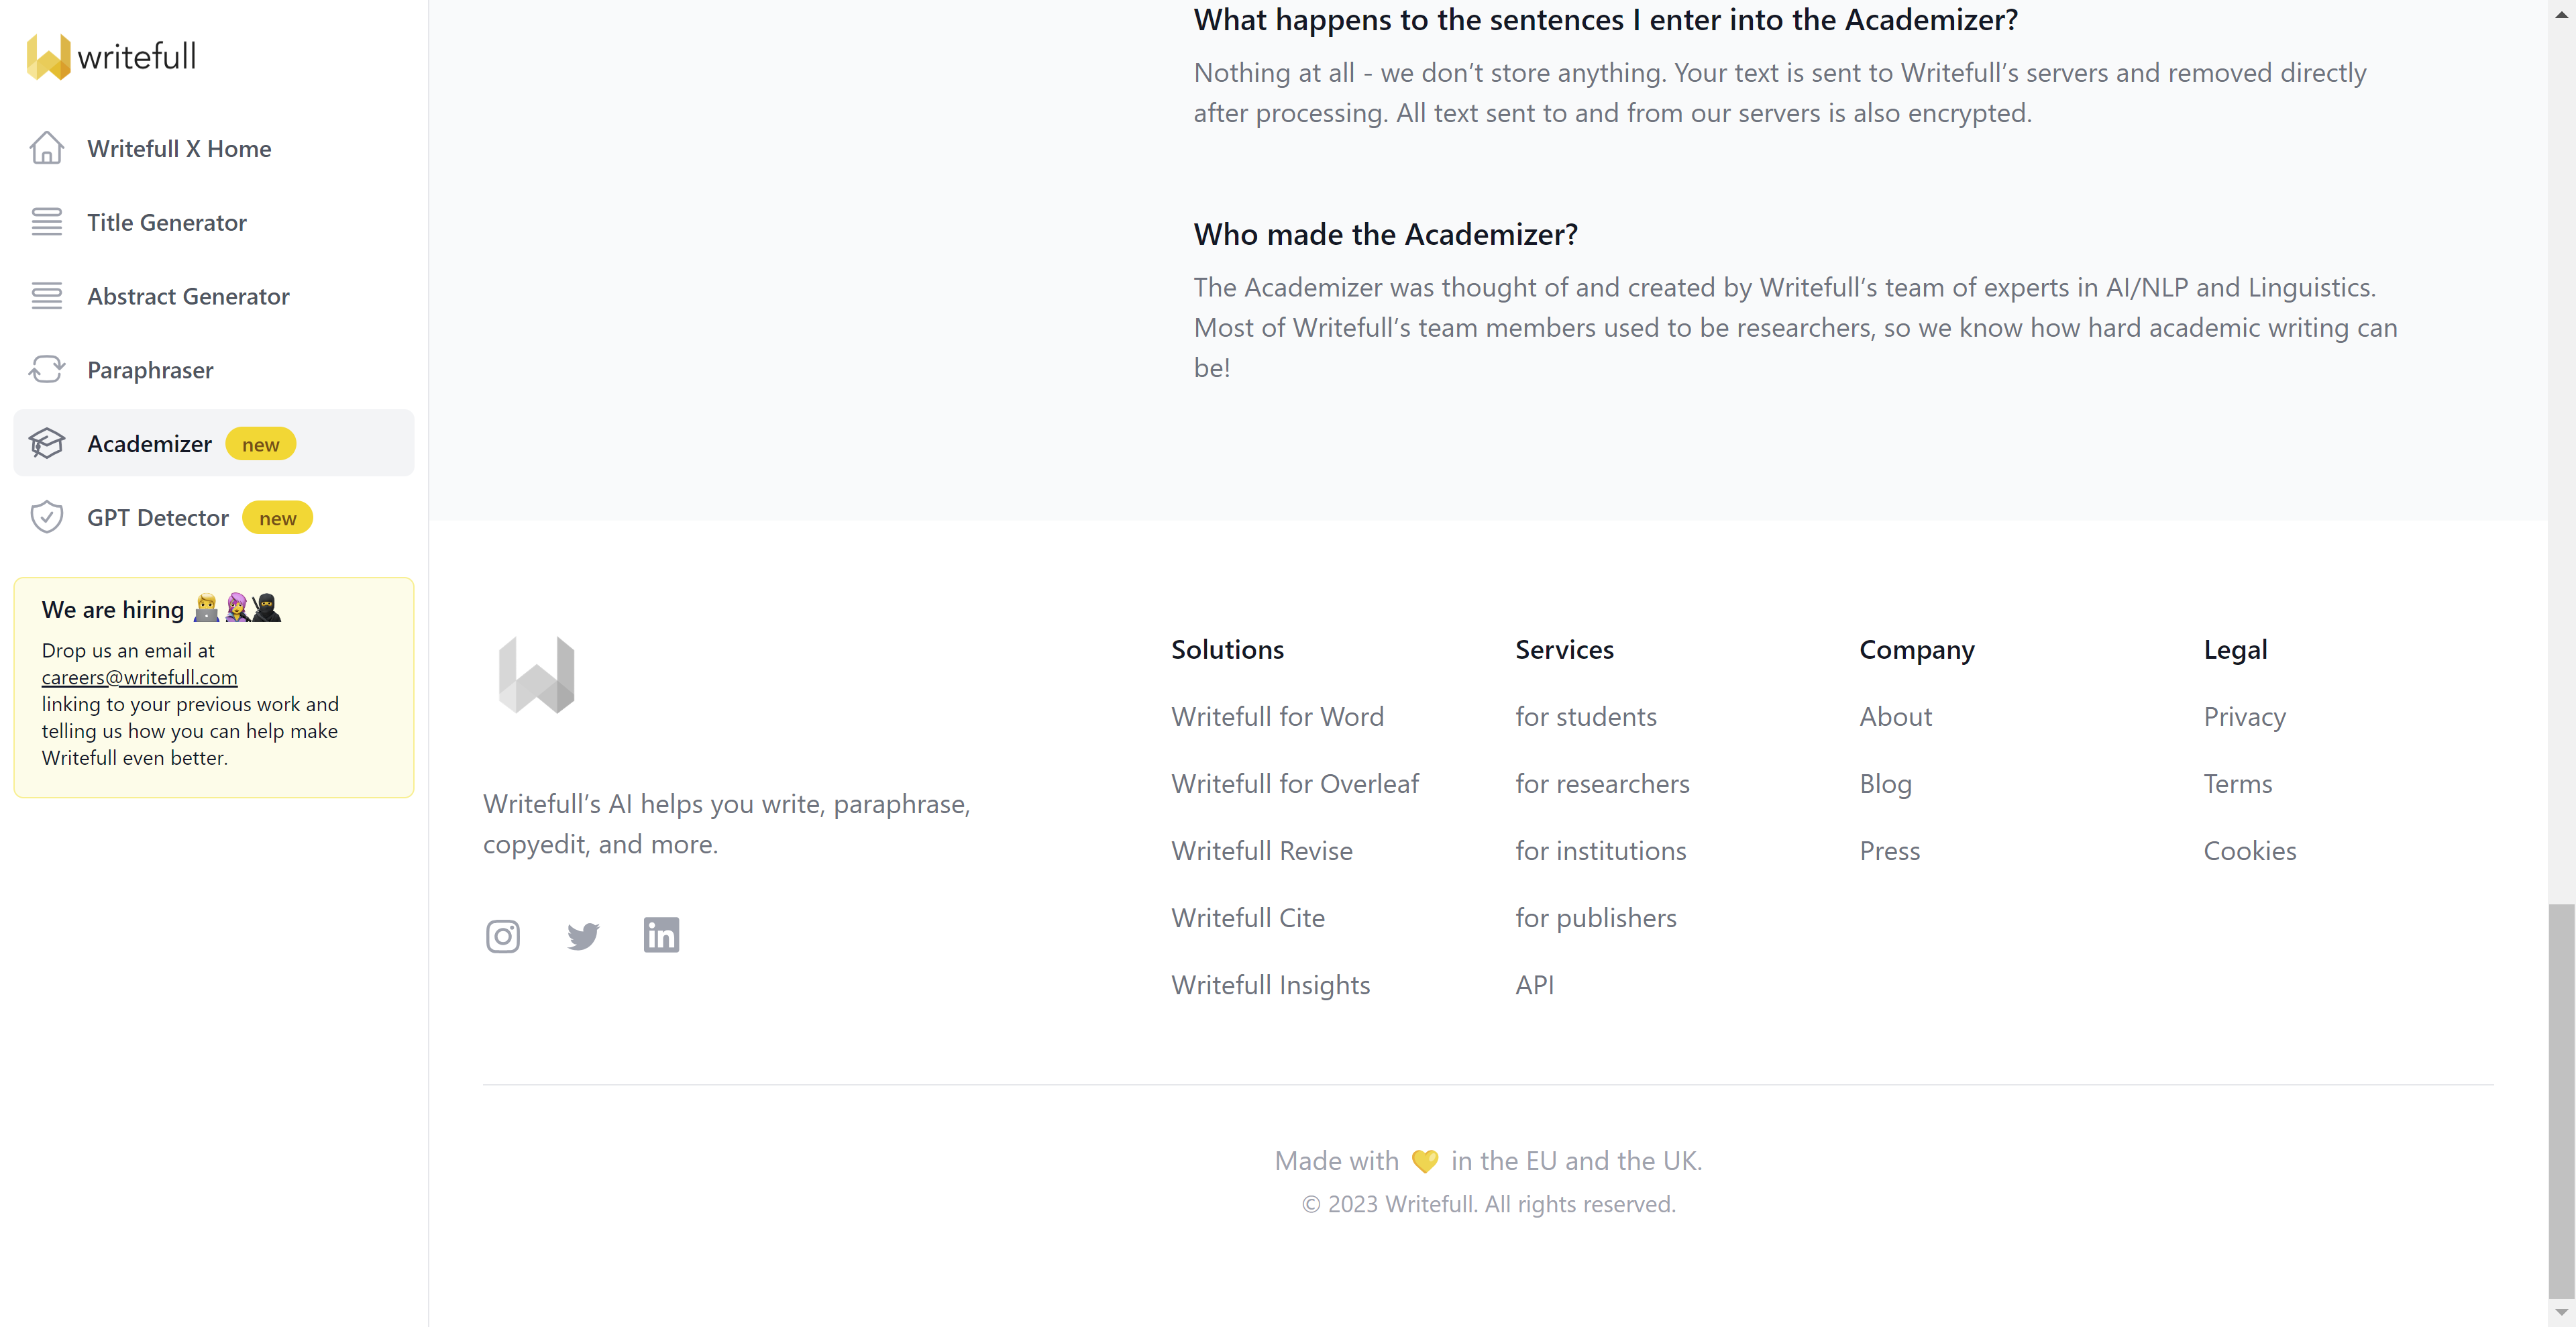 writefull
Writefull X Home
Title Generator
Abstract Generator
Paraphraser
Academizer new
GPT Detector new
We are hiring
Drop us an email at
careers@writefull.com
linking to your previous work and
telling us how you can help make
Writefull even better.
What happens to the sentences I enter into the Academizer?
Nothing at all - we don’t store anything. Your text is sent to Writefull’s servers and removed directly
after processing. All text sent to and from our servers is also encrypted.
Who made the Academizer?
The Academizer was thought of and created by Writefull’s team of experts in AI/NLP and Linguistics.
Most of Writefull’s team members used to be researchers, so we know how hard academic writing can
be!
Writefull’s AI helps you write, paraphrase,
copyedit, and more.
Solutions
Writefull for Word
Writefull for Overleaf
Writefull Revise
Writefull Cite
Writefull Insights
Services
for students
for researchers
for institutions
for publishers
API
Company
About
Blog
Press
Legal
Privacy
Terms
Cookies
Made with 💛 in the EU and the UK.
© 2023 Writefull. All rights reserved.